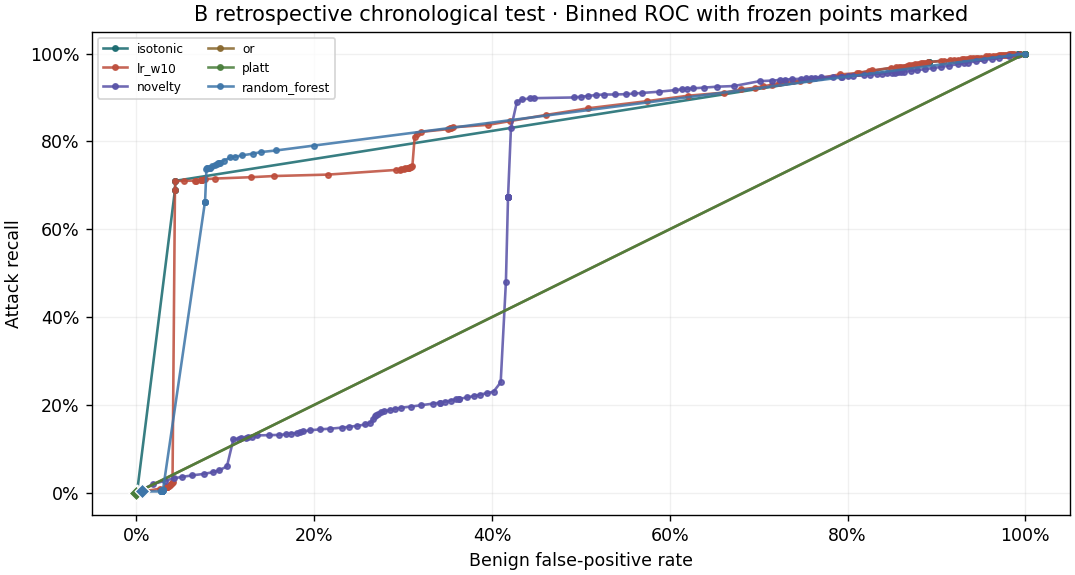 B retrospective chronological test · Binned ROC with frozen points marked
isotonic
lr_w10
novelty
or
platt
random_forest
100%
80%
60%
40%
20%
0%
Attack recall
0%
20%
40%
60%
80%
100%
Benign false-positive rate